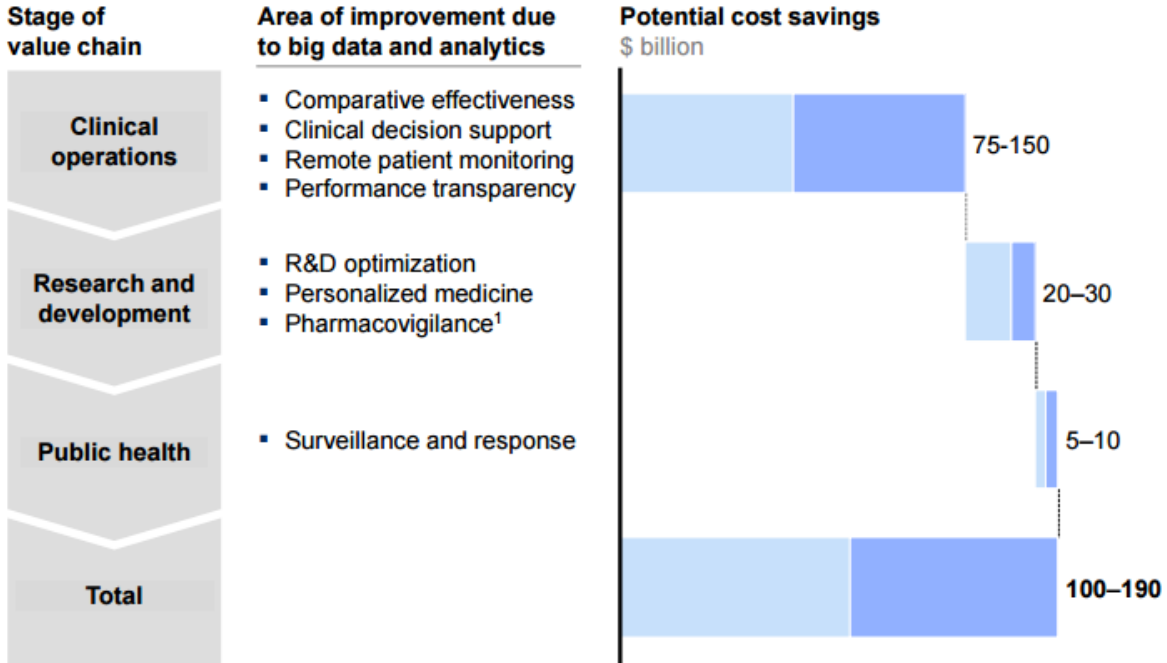 Stage of
value chain
Area of improvement due
to big data and analytics
Potential cost savings
$ billion
Clinical
operations
▪ Comparative effectiveness
▪ Clinical decision support
▪ Remote patient monitoring
▪ Performance transparency
75-150
Research and
development
▪ R&D optimization
▪ Personalized medicine
▪ Pharmacovigilance¹
20–30
Public health
▪ Surveillance and response
5–10
Total
100–190